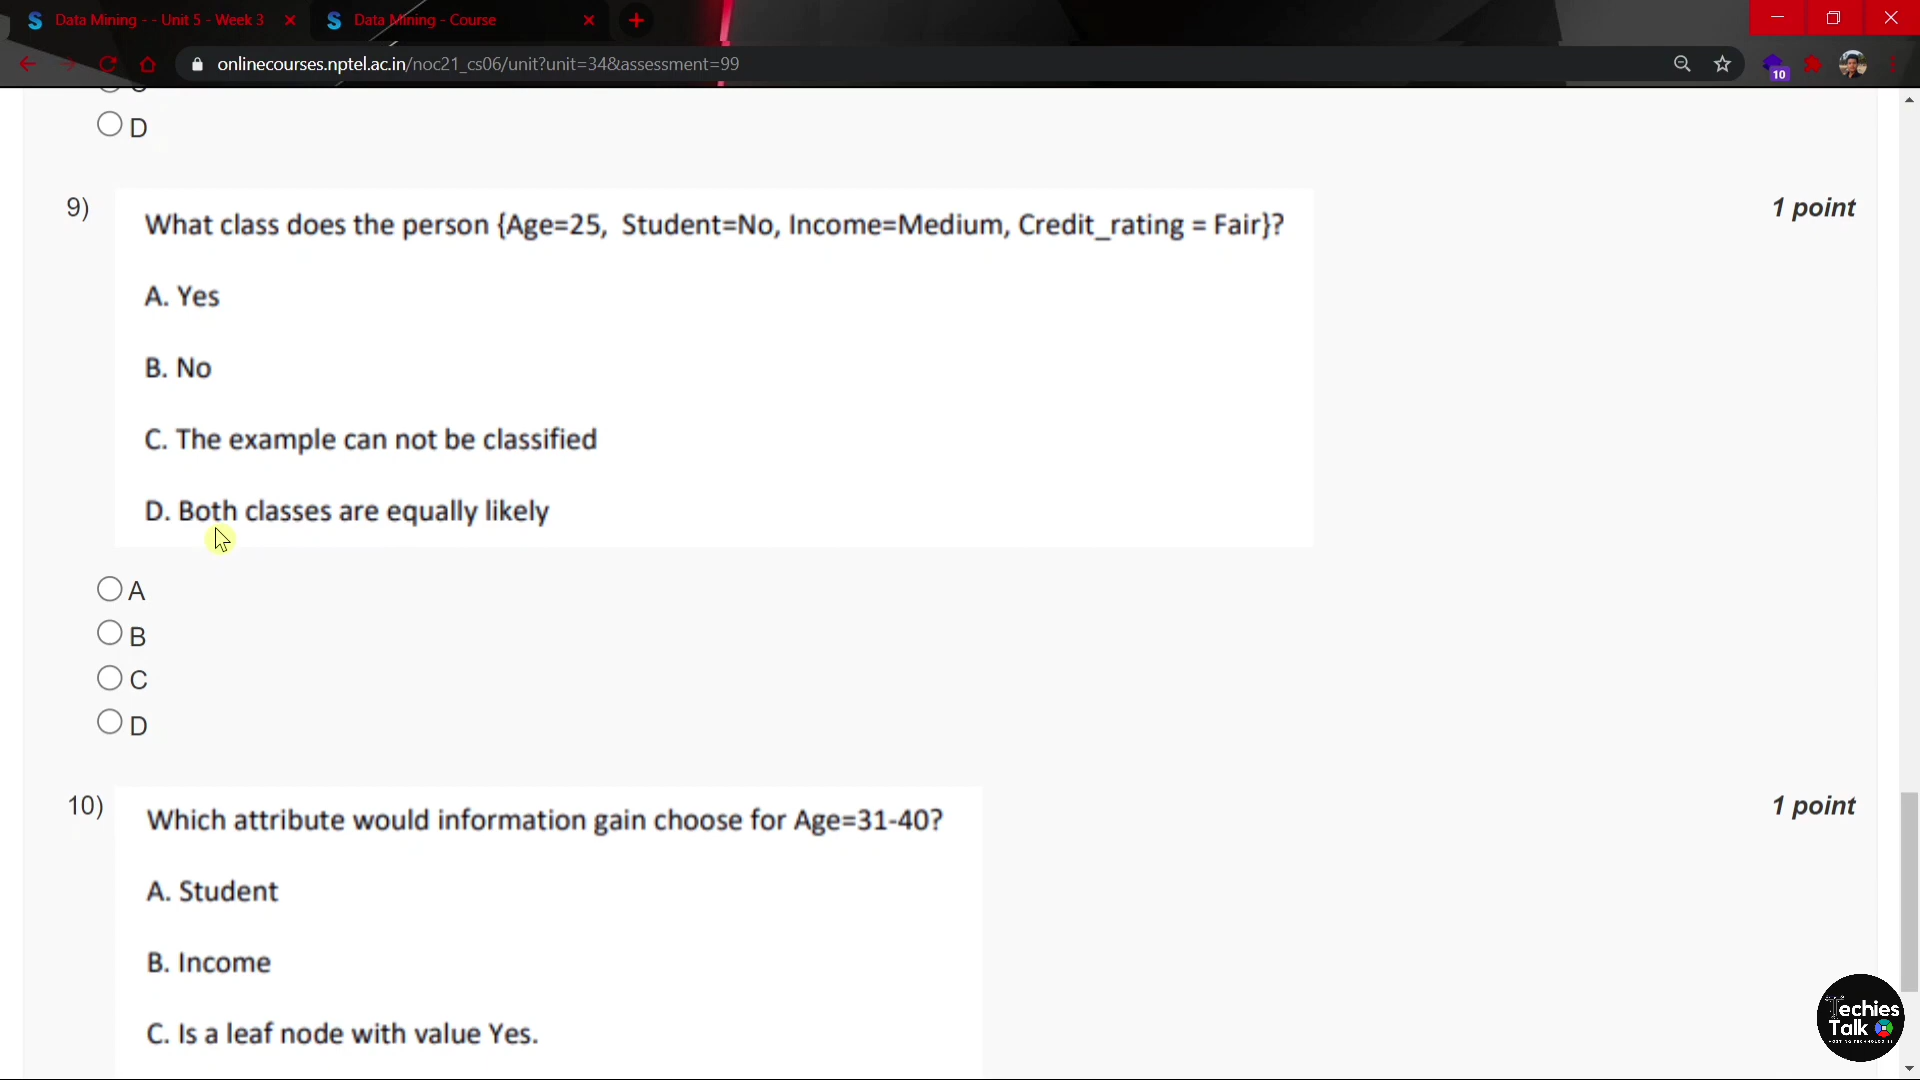 Data Mining - - Unit 5 - Week 3
Data Mining - Course
onlinecourses.nptel.ac.in/noc21_cs06/unit?unit=34&assessment=99
10
D
9)
1 point
What class does the person {Age=25, Student=No, Income=Medium, Credit_rating = Fair}?
A. Yes
B. No
C. The example can not be classified
D. Both classes are equally likely
A
B
C
D
10)
1 point
Which attribute would information gain choose for Age=31-40?
A. Student
B. Income
C. Is a leaf node with value Yes.
Techies
Talk